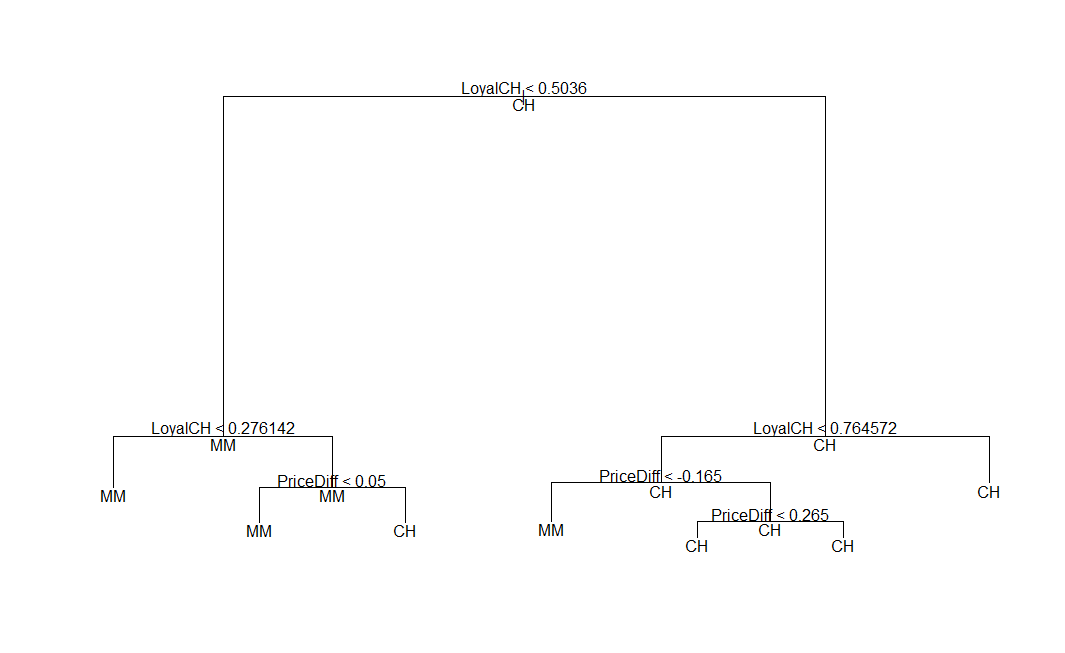 LoyalCH < 0.5036
CH
LoyalCH < 0.276142
MM
LoyalCH < 0.764572
CH
PriceDiff < 0.05
MM
PriceDiff < -0.165
CH
MM
CH
PriceDiff < 0.265
CH
MM
CH
MM
CH
CH